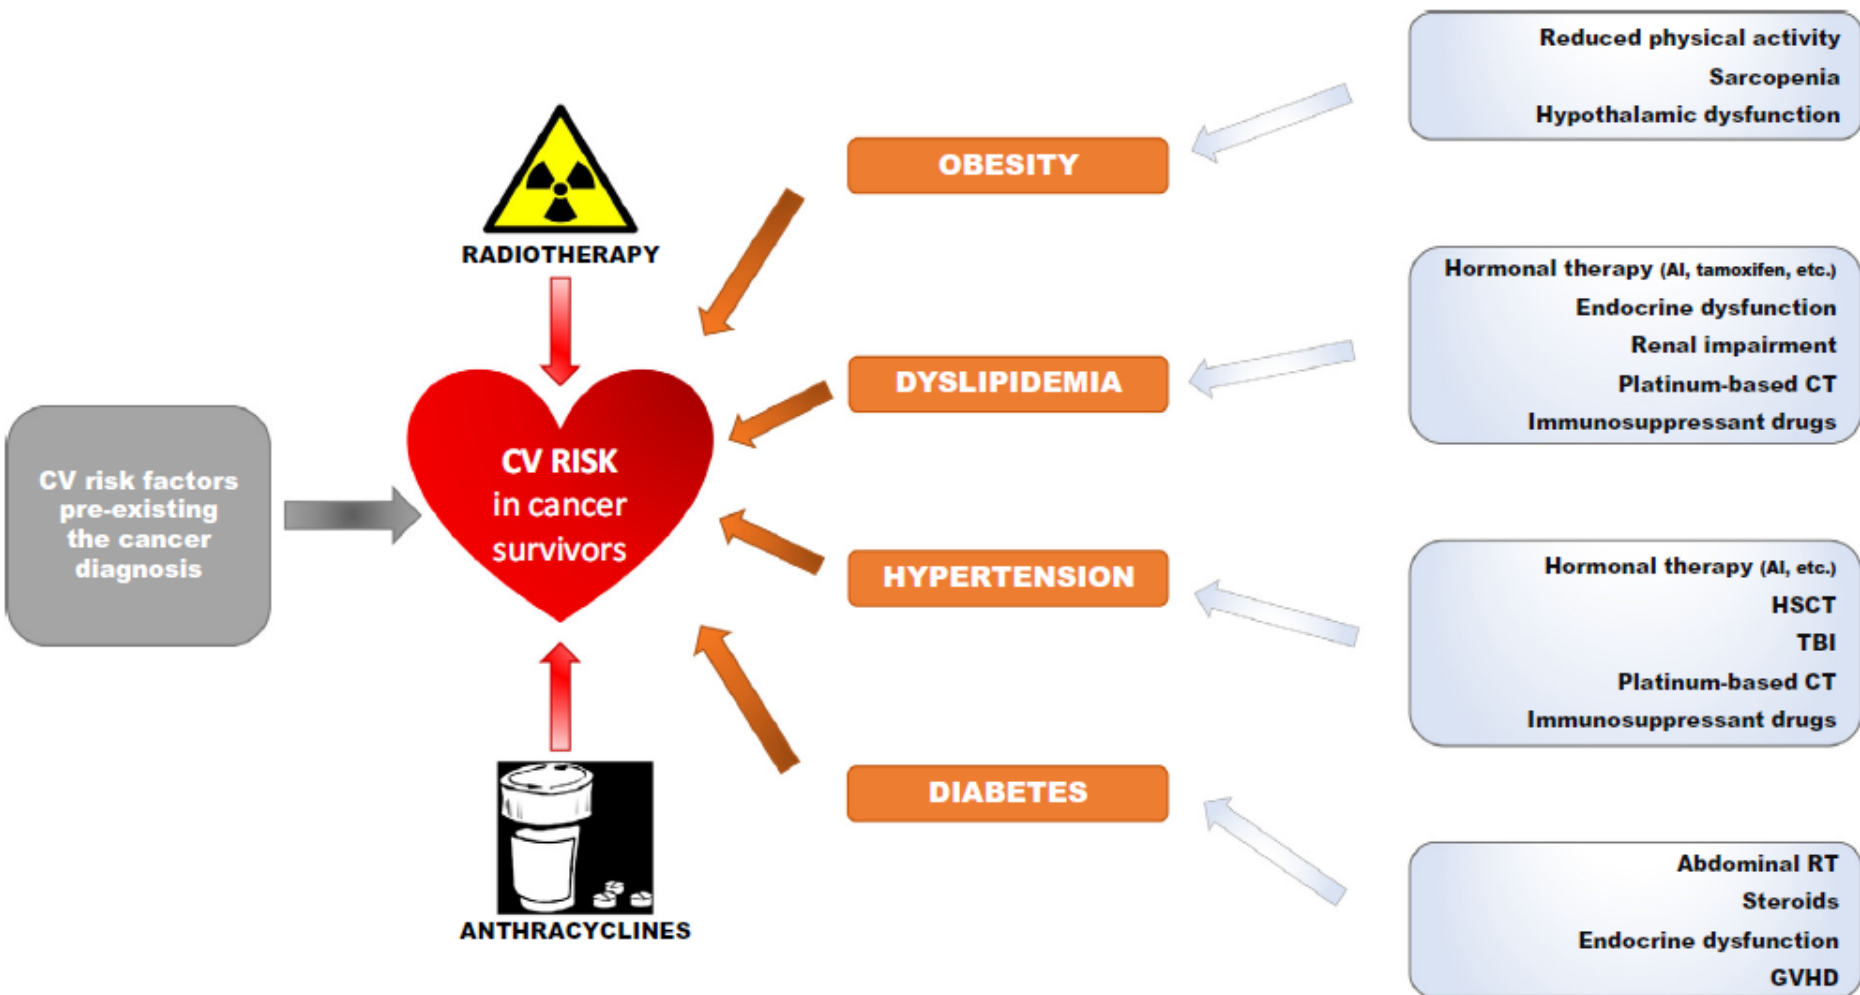 Reduced physical activity
Sarcopenia
Hypothalamic dysfunction
OBESITY
RADIOTHERAPY
Hormonal therapy (AI, tamoxifen, etc.)
Endocrine dysfunction
Renal impairment
Platinum-based CT
Immunosuppressant drugs
DYSLIPIDEMIA
CV risk factors
pre-existing
the cancer
diagnosis
CV RISK
in cancer
survivors
HYPERTENSION
Hormonal therapy (AI, etc.)
HSCT
TBI
Platinum-based CT
Immunosuppressant drugs
DIABETES
ANTHRACYCLINES
Abdominal RT
Steroids
Endocrine dysfunction
GVHD